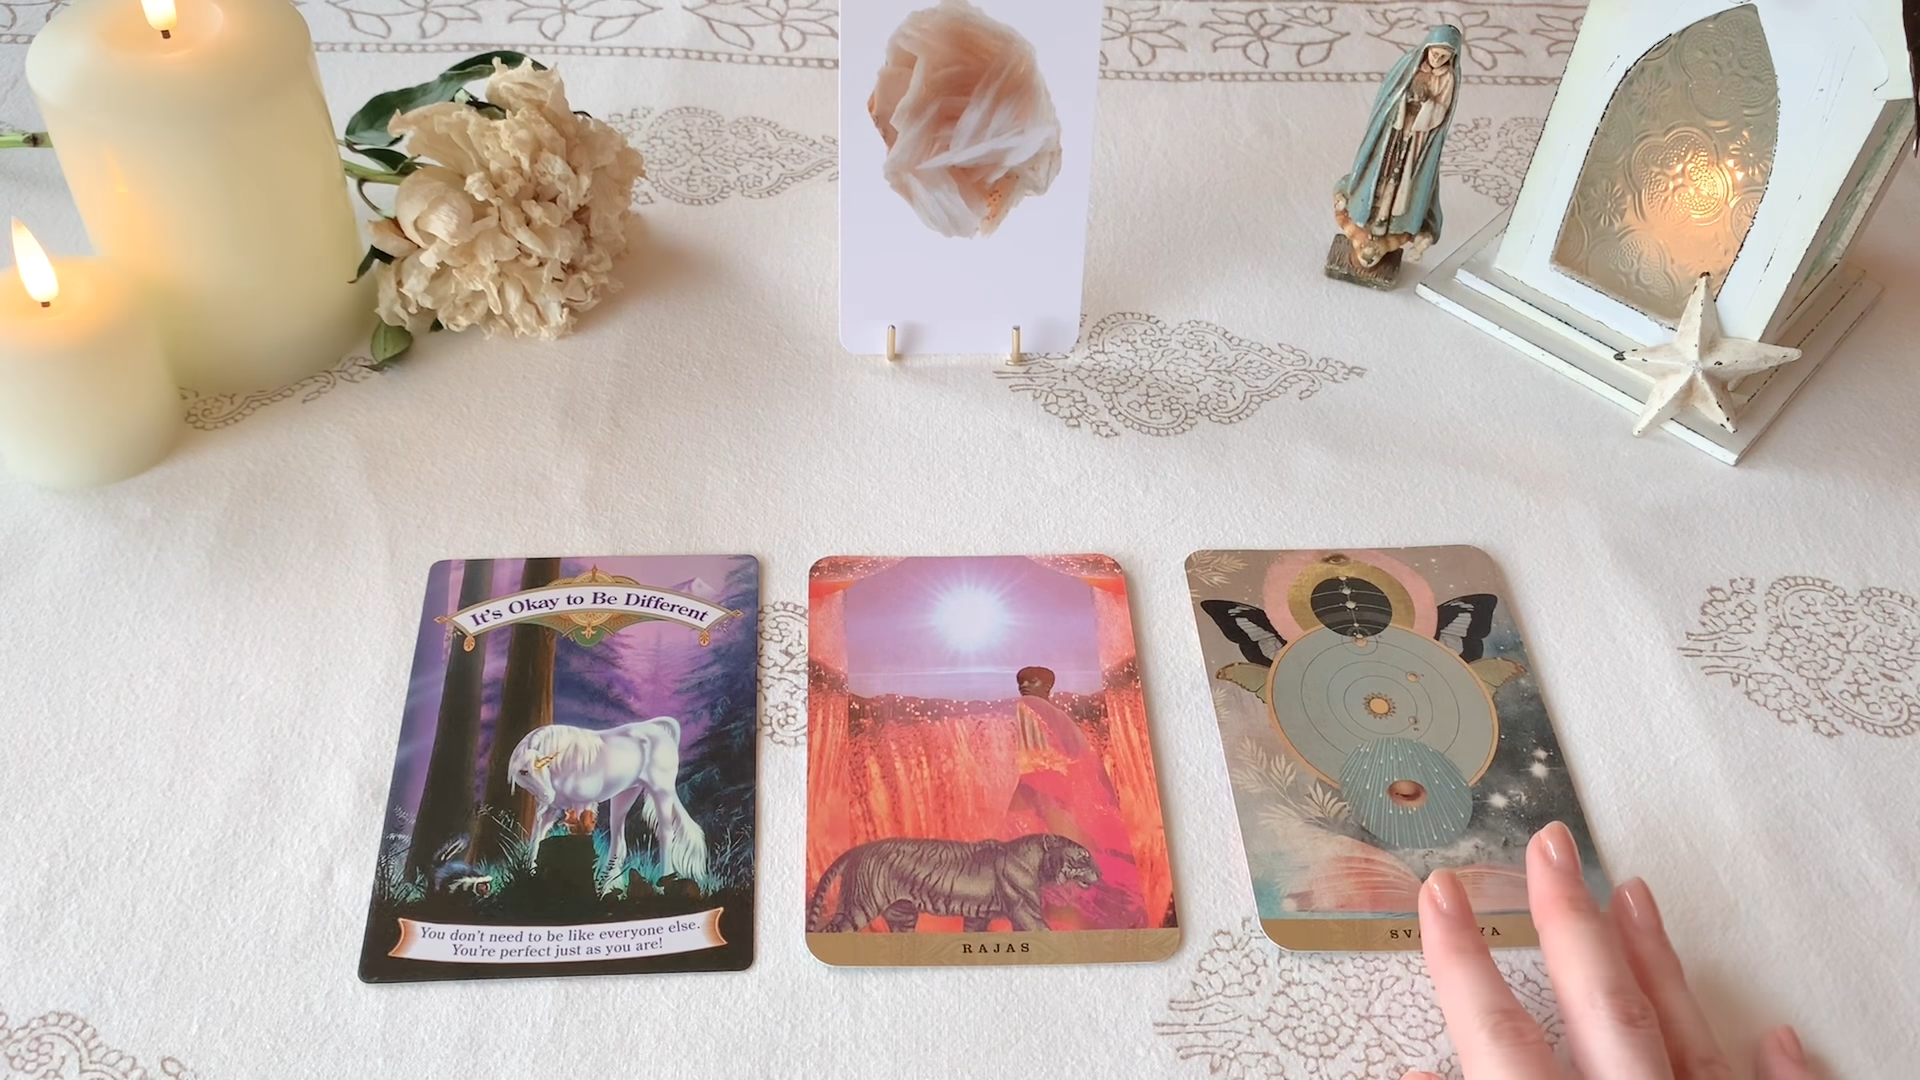 It's Okay to Be Different
You don't need to be like everyone else.
You're perfect just as you are!
RAJAS